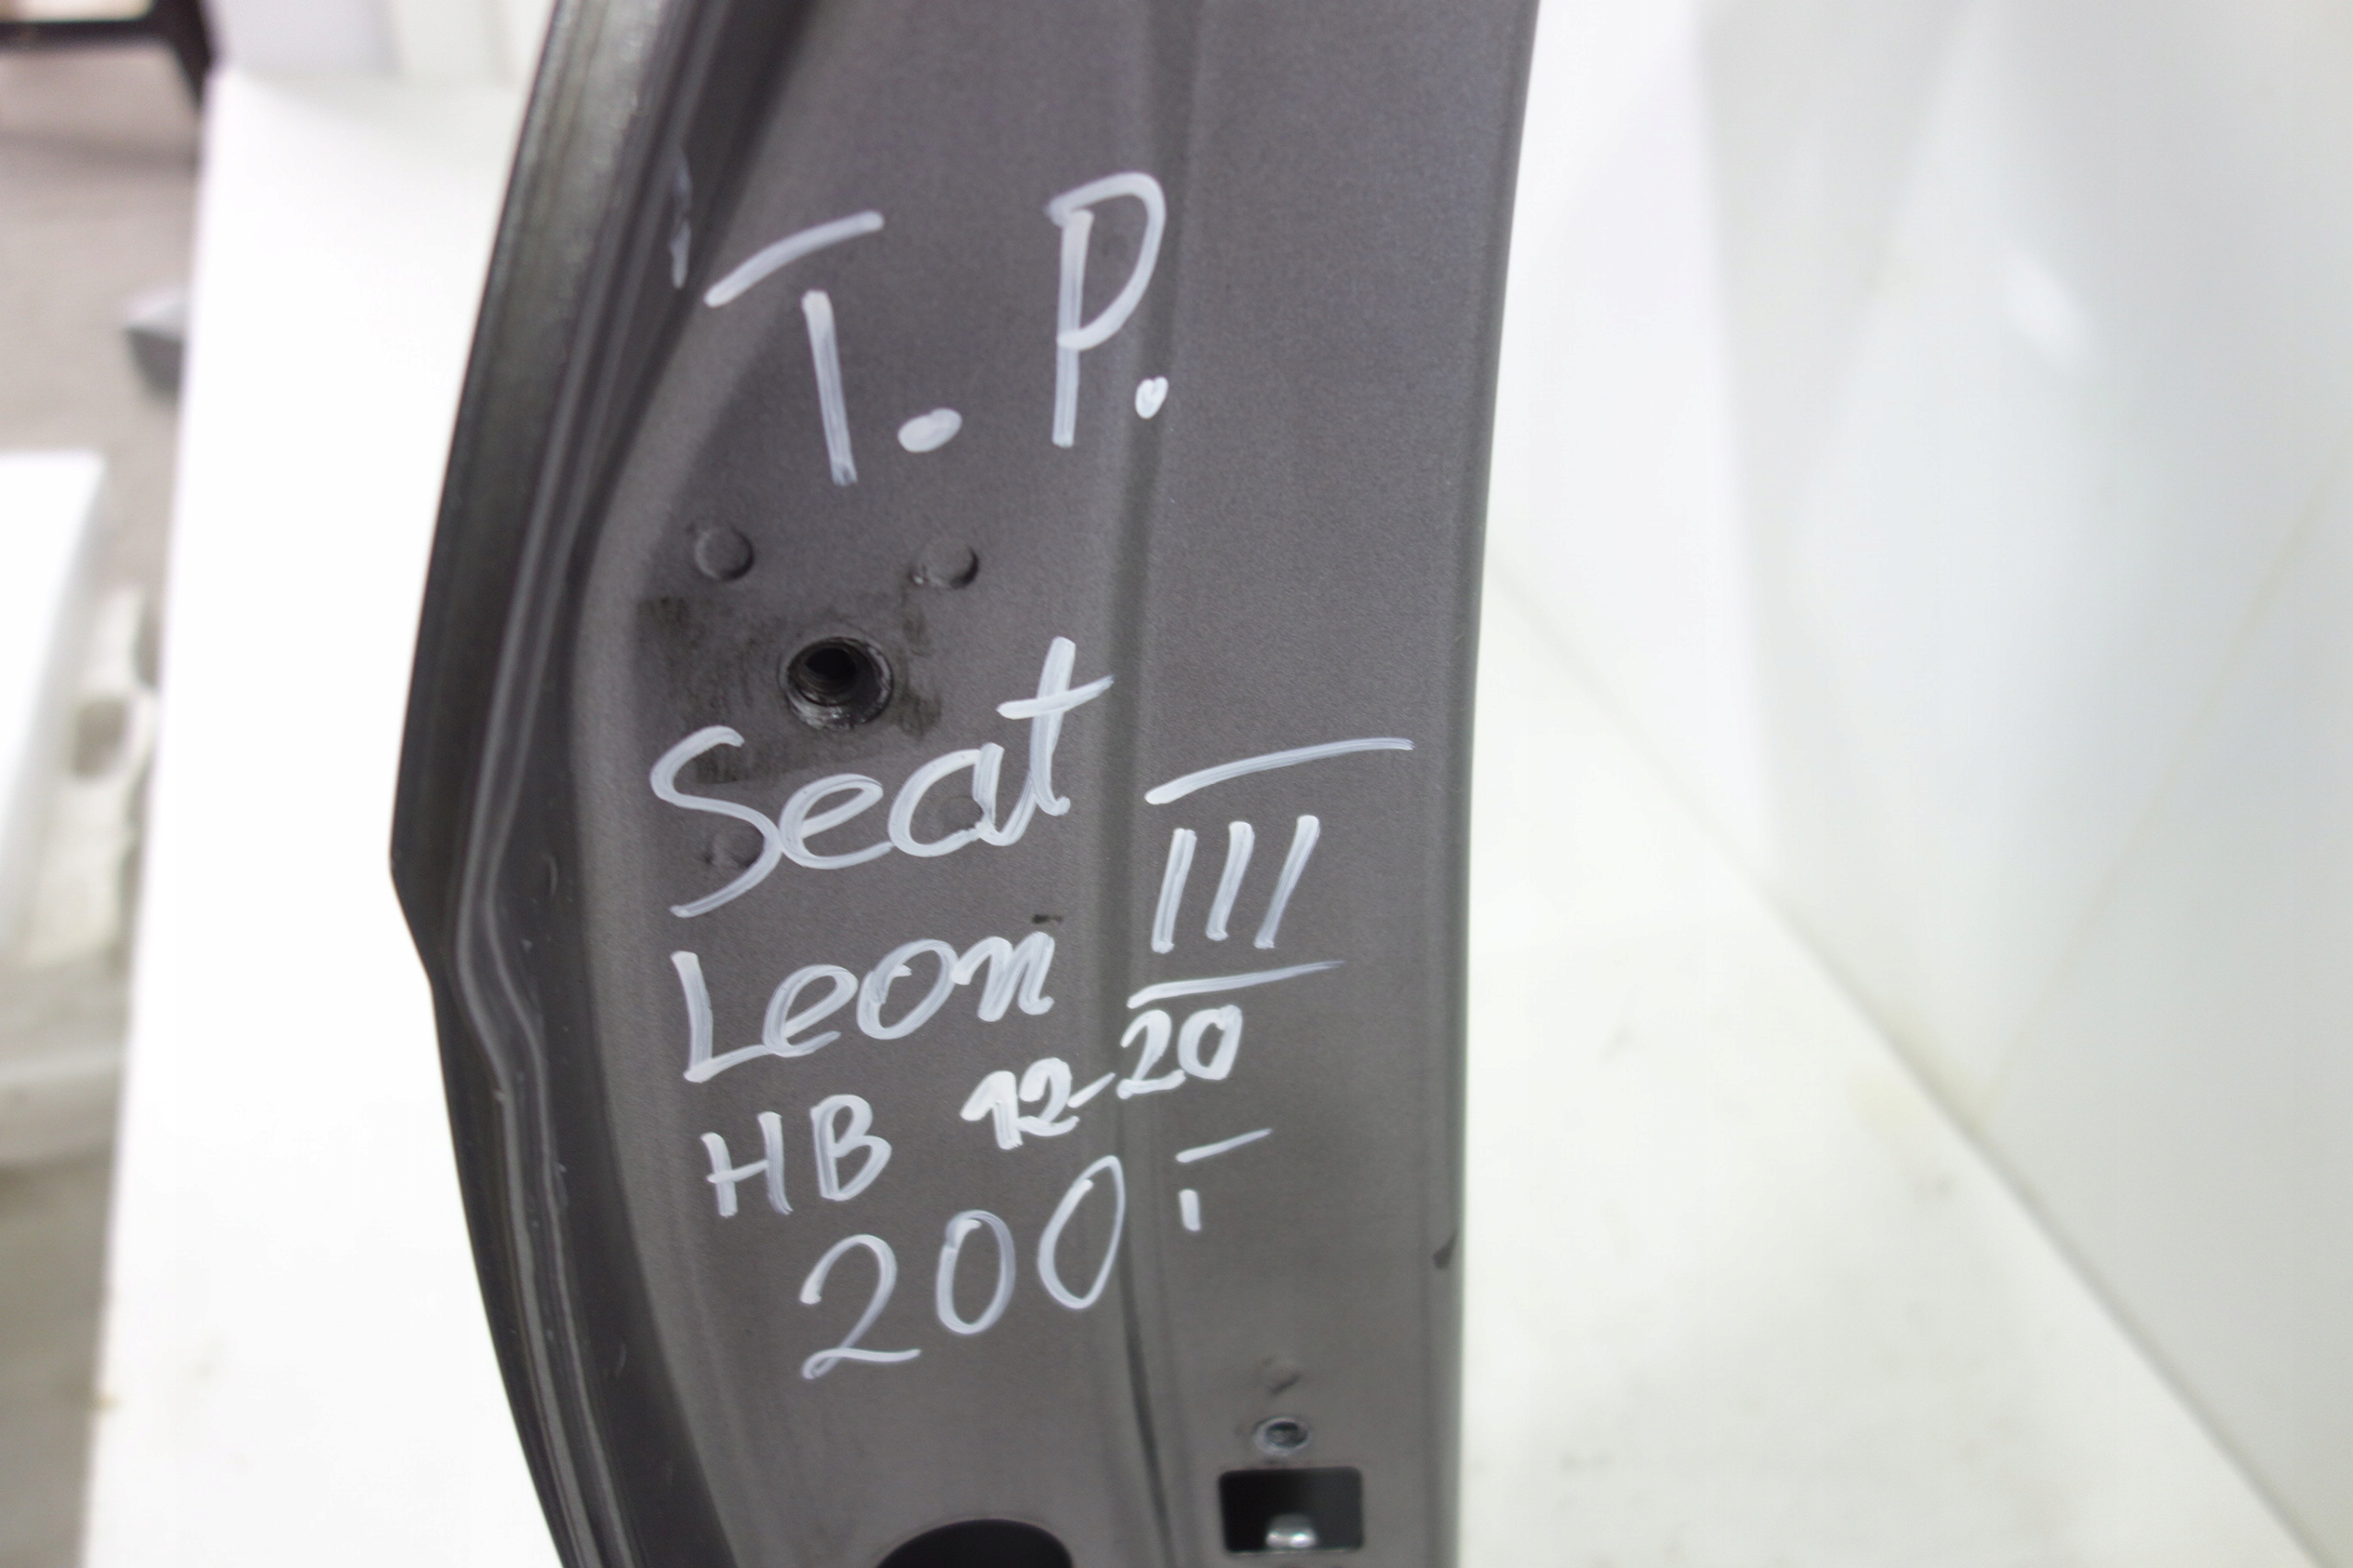 T. P.
Seat
Leon III
HB 12-20
200